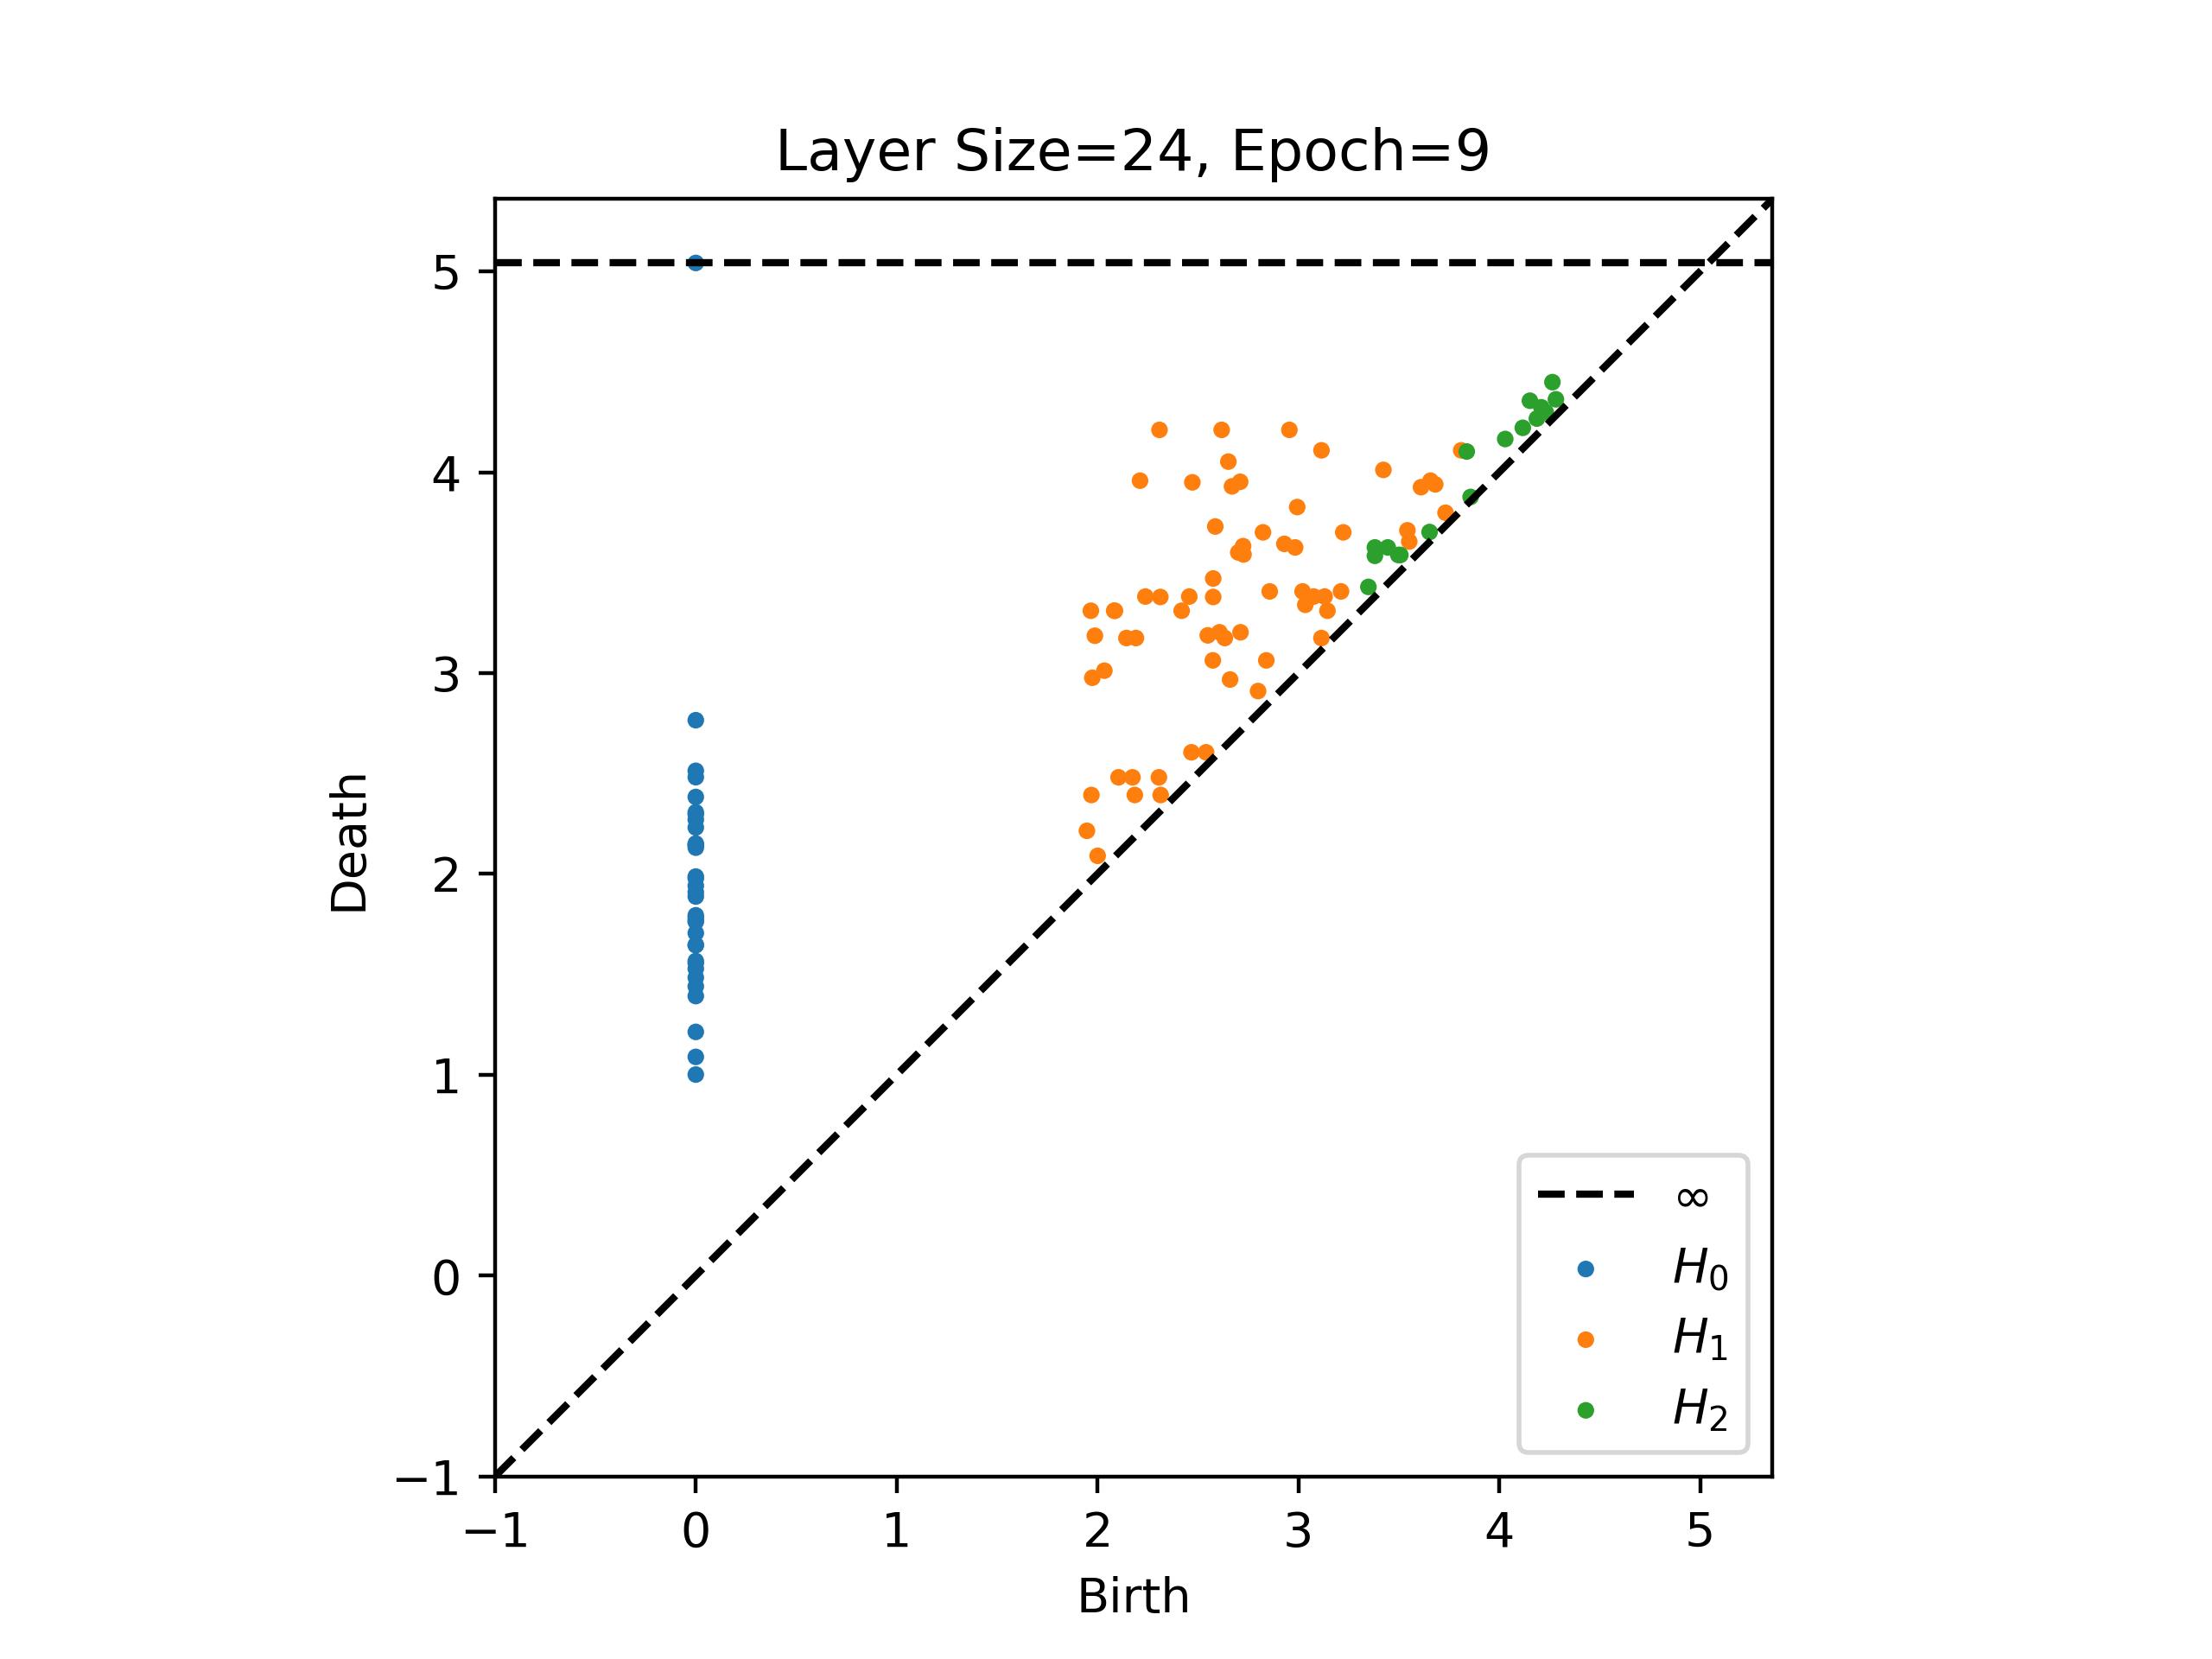 Layer Size=24, Epoch=9
5
4
3
2
1
0
−1
Death
−1 0 1 2 3 4 5
Birth
∞
H0
H1
H2